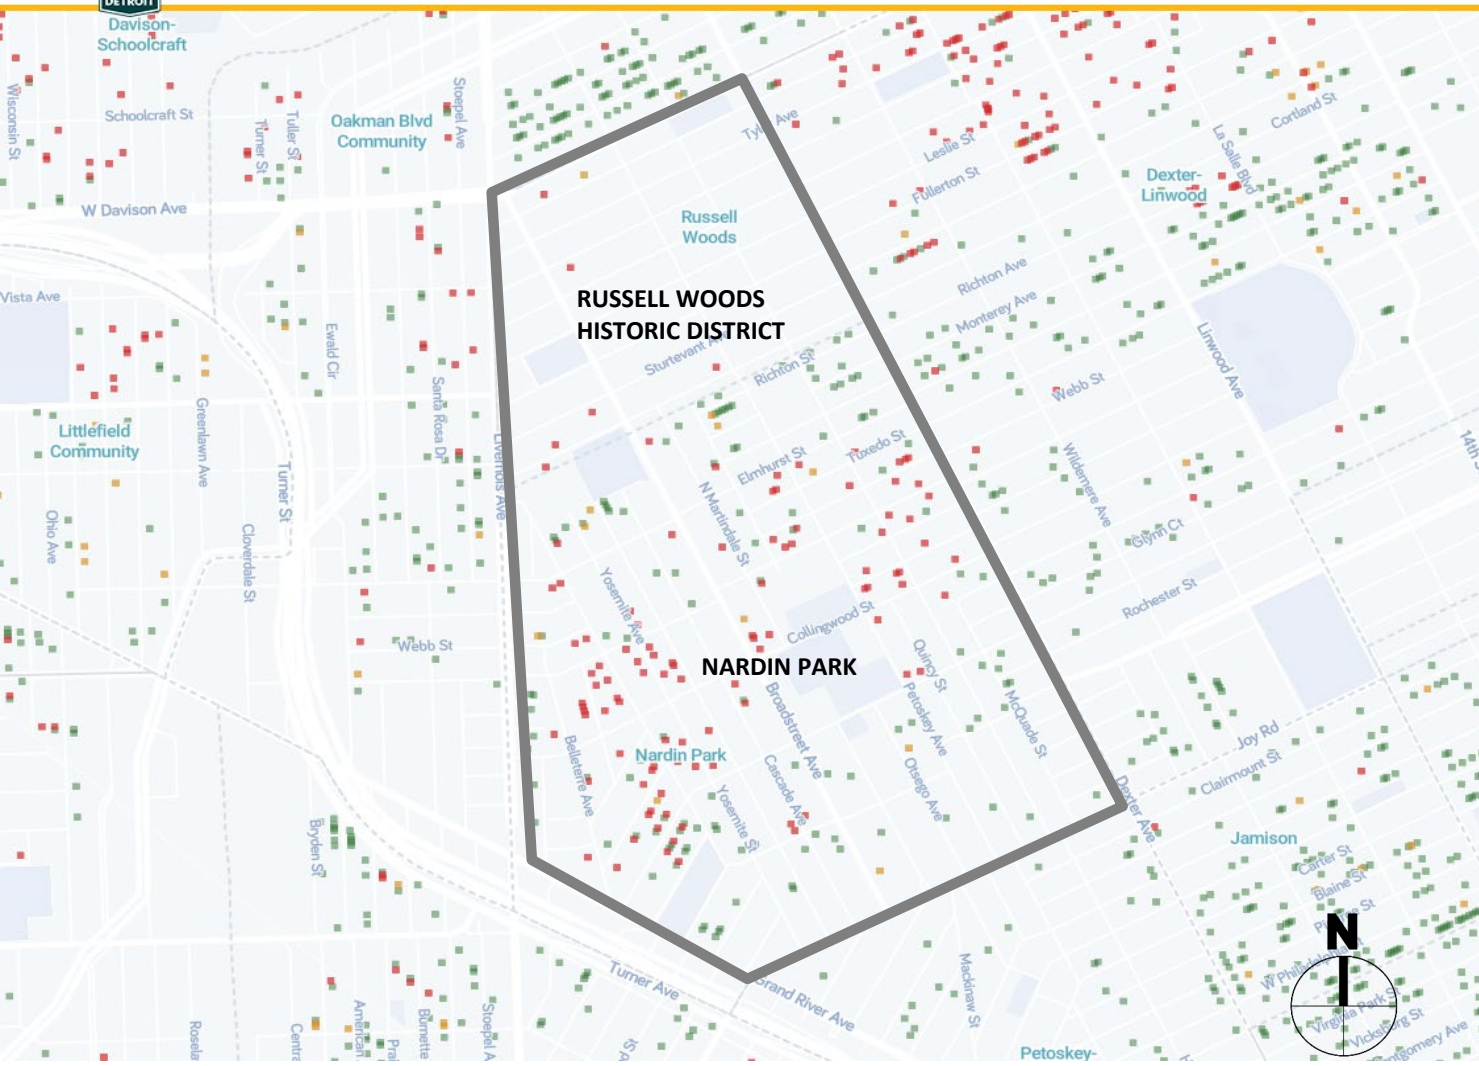 DETROIT
Davison-
Schoolcraft
Wisconsin St
Schoolcraft St
Turner St
Tuller St
Oakman Blvd
Community
Stoepel Ave
Tyler Ave
Leslie St
Fullerton St
La Salle Blvd
Cortland St
Dexter-
Linwood
W Davison Ave
Russell
Woods
Richton Ave
Monterey Ave
Vista Ave
RUSSELL WOODS
HISTORIC DISTRICT
Ewald Cir
Sturtevant Ave
Richton St
Linwood Ave
Webb St
Santa Rosa Dr
Greenlawn Ave
Littlefield
Community
Livernois Ave
Elmhurst St
Tuxedo St
14th
Turner St
N Martindale St
Wildemere Ave
Ohio Ave
Cloverdale St
Glynn Ct
Yosemite Ave
Rochester St
Collingwood St
Webb St
NARDIN PARK
Quincy St
Petoskey Ave
McQuade St
Broadstreet Ave
Nardin Park
Belleterre Ave
Cascade Ave
Otsego Ave
Joy Rd
Clairmount St
Yosemite St
Dexter Ave
Jamison
Bryden St
Carter St
Blaine St
N
W Philadelphia
Turner Ave
Grand River Ave
Mackinaw St
Virginia Park St
Vicksburg St
ntgomery Ave
Rosela
Centra
American
Prai
Burnette
Stoepel A
Petoskey-